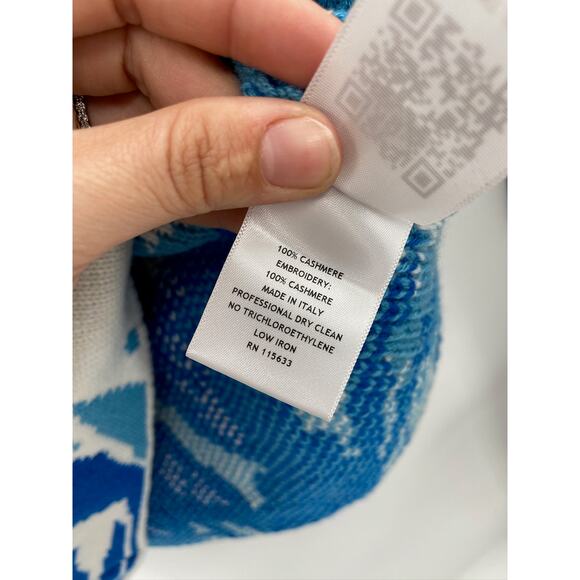 100% CASHMERE
EMBROIDERY:
100% CASHMERE
MADE IN ITALY
PROFESSIONAL DRY CLEAN
NO TRICHLOROETHYLENE
LOW IRON
RN 115633